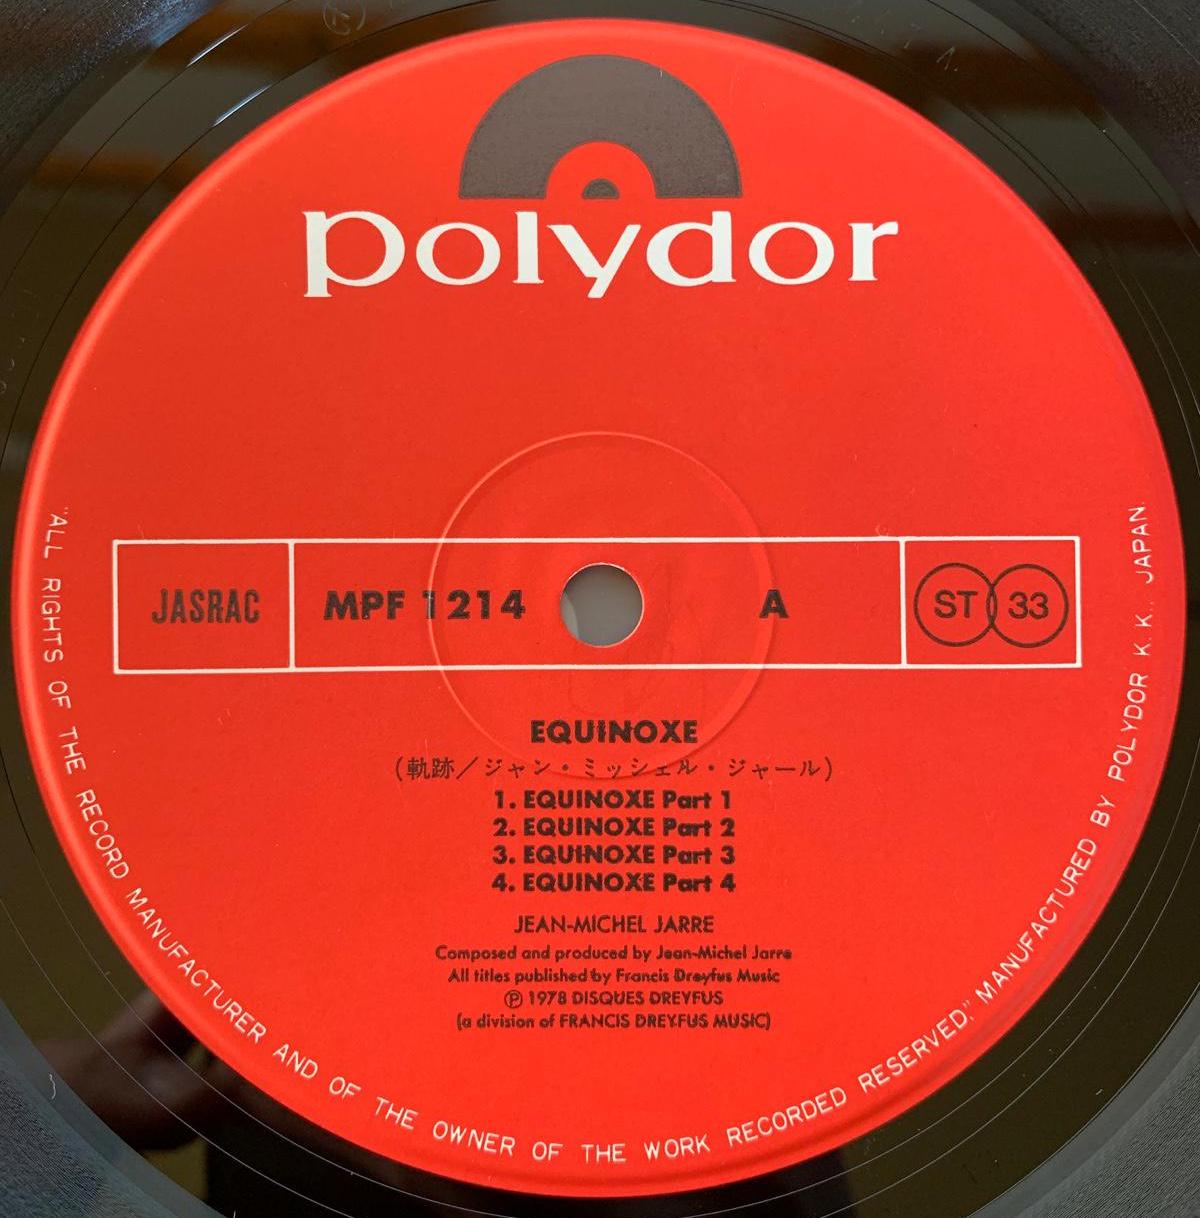 polydor
JASRAC
MPF 1214
A
ST 33
EQUINOXE
(軌跡／ジャン・ミッシェル・ジャール)
1. EQUINOXE Part 1
2. EQUINOXE Part 2
3. EQUINOXE Part 3
4. EQUINOXE Part 4
JEAN-MICHEL JARRE
Composed and produced by Jean-Michel Jarre
All titles published by Francis Dreyfus Music
℗ 1978 DISQUES DREYFUS
(a division of FRANCIS DREYFUS MUSIC)
"ALL RIGHTS OF THE RECORD MANUFACTURER AND OF THE OWNER OF THE WORK RECORDED RESERVED," MANUFACTURED BY POLYDOR K. K., JAPAN